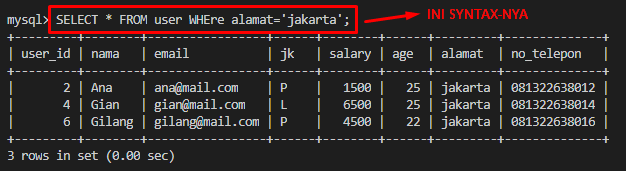 mysql> SELECT * FROM user WHEre alamat='jakarta'; INI SYNTAX-NYA
+---------+--------+-----------------+------+--------+------+---------+--------------+
| user_id | nama   | email           | jk   | salary | age  | alamat  | no_telepon   |
+---------+--------+-----------------+------+--------+------+---------+--------------+
|       2 | Ana    | ana@mail.com    | P    |   1500 |   25 | jakarta | 081322638012 |
|       4 | Gian   | gian@mail.com   | L    |   6500 |   25 | jakarta | 081322638014 |
|       6 | Gilang | gilang@mail.com | P    |   4500 |   22 | jakarta | 081322638016 |
+---------+--------+-----------------+------+--------+------+---------+--------------+
3 rows in set (0.00 sec)